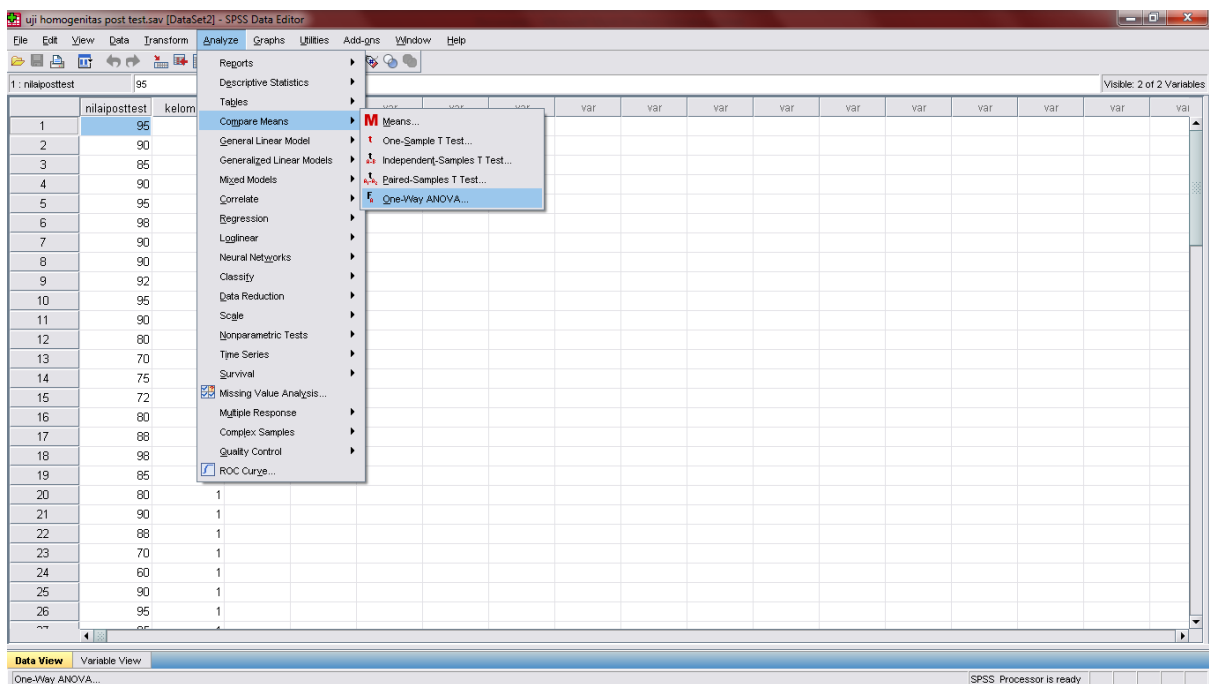 uji homogenitas post test.sav [DataSet2] - SPSS Data Editor
File Edit View Data Transform Analyze Graphs Utilities Add-ons Window Help
1 : nilaiposttest 95 Visible: 2 of 2 Variables
nilaiposttest kelom var var var var var var var var var var var
1 95
2 90
3 85
4 90
5 95
6 98
7 90
8 90
9 92
10 95
11 90
12 80
13 70
14 75
15 72
16 80
17 88
18 98
19 85
20 80 1
21 90 1
22 88 1
23 70 1
24 60 1
25 90 1
26 95 1
Reports
Descriptive Statistics
Tables
Compare Means
General Linear Model
Generalized Linear Models
Mixed Models
Correlate
Regression
Loglinear
Neural Networks
Classify
Data Reduction
Scale
Nonparametric Tests
Time Series
Survival
Missing Value Analysis...
Multiple Response
Complex Samples
Quality Control
ROC Curve...
M Means...
t One-Sample T Test...
Independent-Samples T Test...
Paired-Samples T Test...
One-Way ANOVA...
Data View Variable View
One-Way ANOVA... SPSS Processor is ready